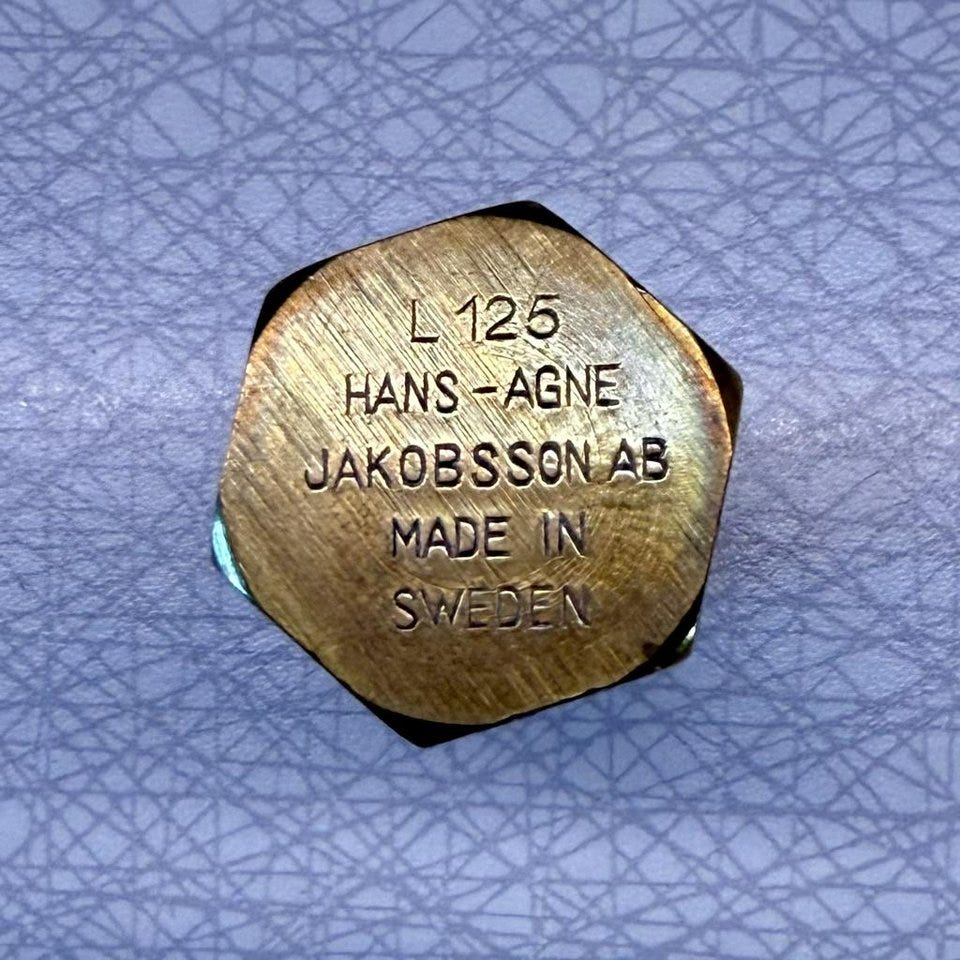 L 125
HANS-AGNE
JAKOBSSON AB
MADE IN
SWEDEN